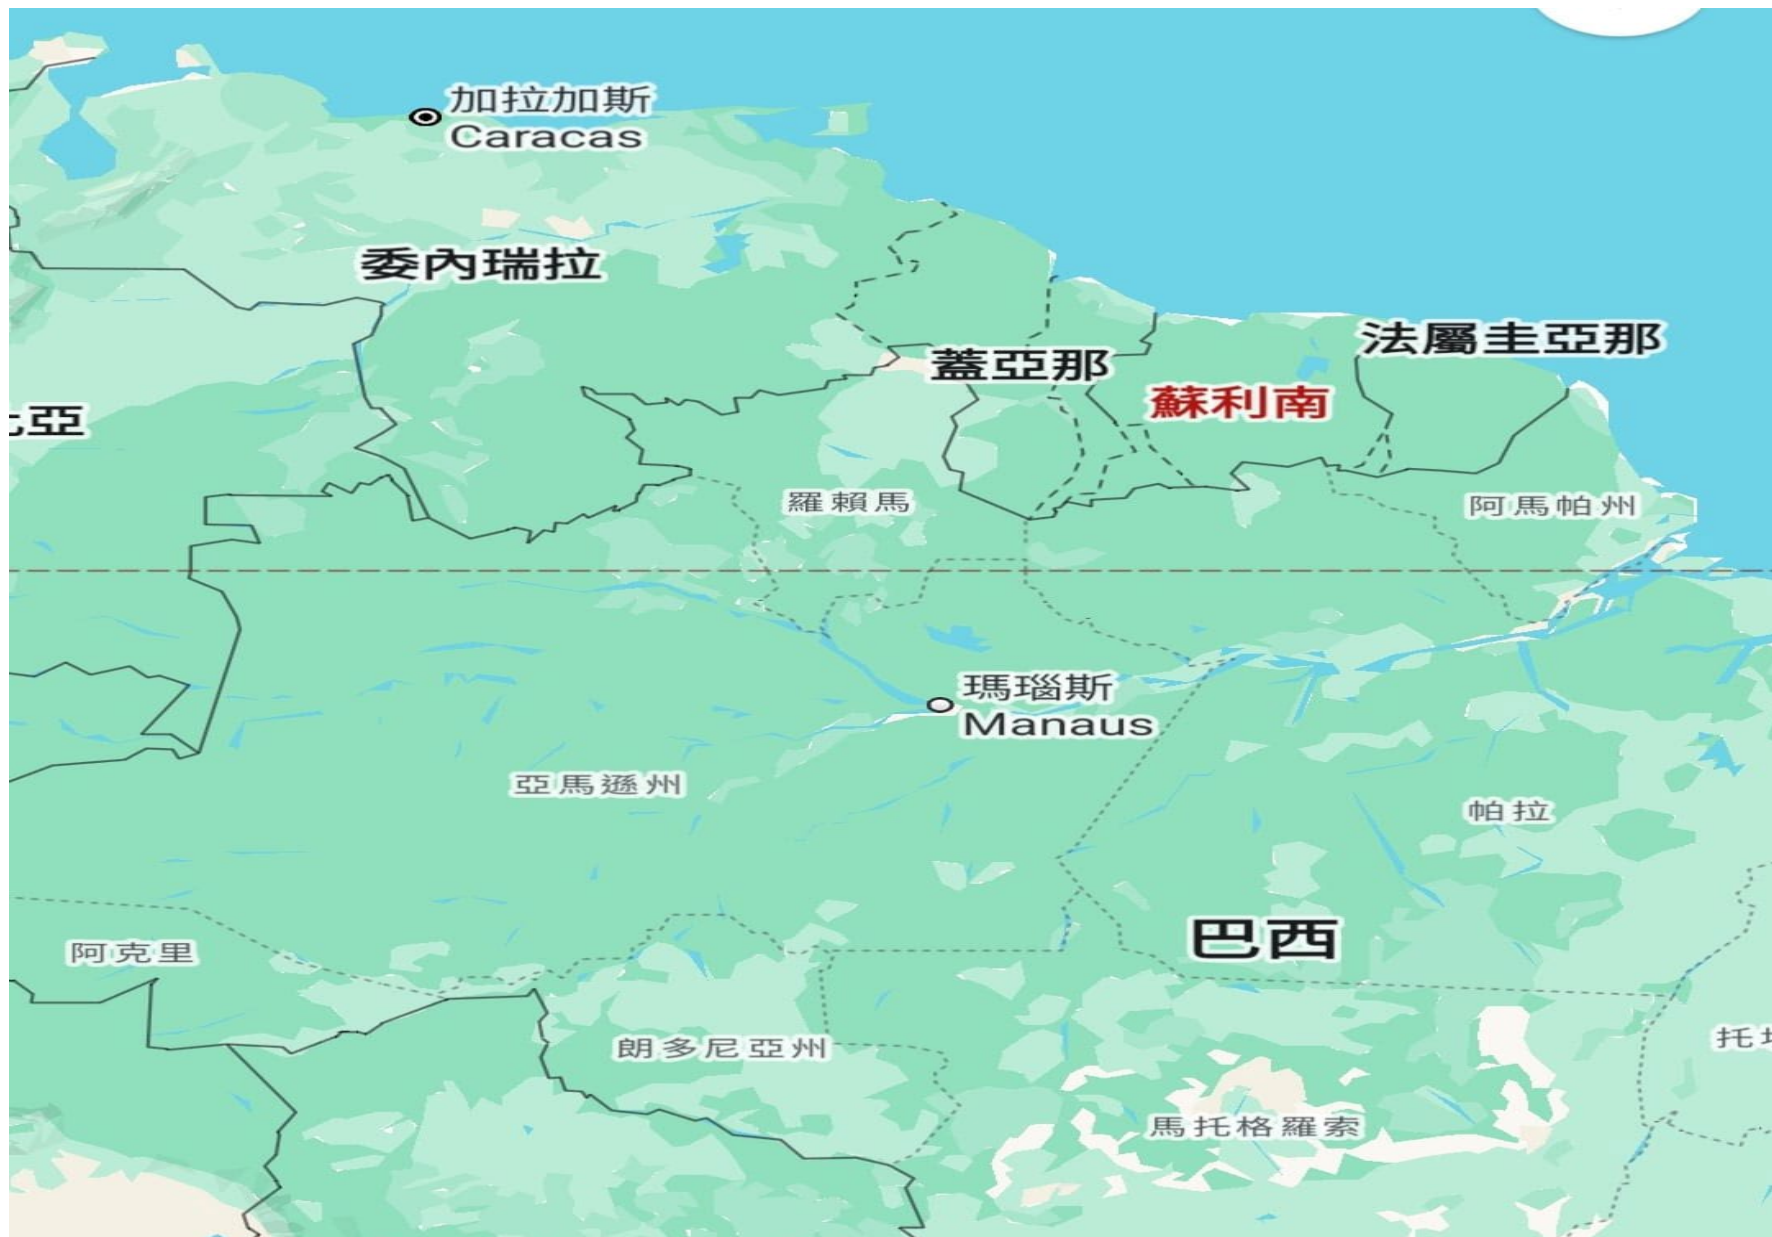 加拉加斯
Caracas
委內瑞拉
法屬圭亞那
蓋亞那
蘇利南
亞
羅賴馬
阿馬帕州
瑪瑙斯
Manaus
亞馬遜州
帕拉
巴西
阿克里
朗多尼亞州
托
馬托格羅索